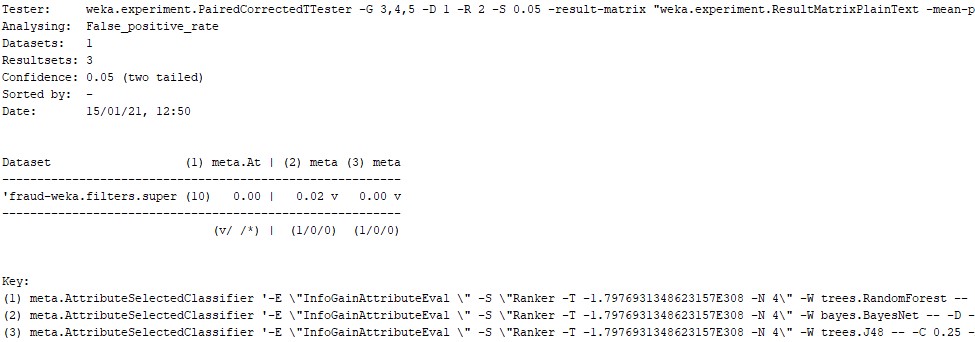 Tester:     weka.experiment.PairedCorrectedTTester -G 3,4,5 -D 1 -R 2 -S 0.05 -result-matrix "weka.experiment.ResultMatrixPlainText -mean-p
Analysing:  False_positive_rate
Datasets:   1
Resultsets: 3
Confidence: 0.05 (two tailed)
Sorted by:  -
Date:       15/01/21, 12:50
Dataset                   (1) meta.At | (2) meta (3) meta
---------------------------------------------------------
'fraud-weka.filters.super (10)   0.00 |   0.02 v   0.00 v
---------------------------------------------------------
                              (v/ /*) |  (1/0/0)  (1/0/0)
Key:
(1) meta.AttributeSelectedClassifier '-E \"InfoGainAttributeEval \" -S \"Ranker -T -1.7976931348623157E308 -N 4\" -W trees.RandomForest --
(2) meta.AttributeSelectedClassifier '-E \"InfoGainAttributeEval \" -S \"Ranker -T -1.7976931348623157E308 -N 4\" -W bayes.BayesNet -- -D -
(3) meta.AttributeSelectedClassifier '-E \"InfoGainAttributeEval \" -S \"Ranker -T -1.7976931348623157E308 -N 4\" -W trees.J48 -- -C 0.25 -